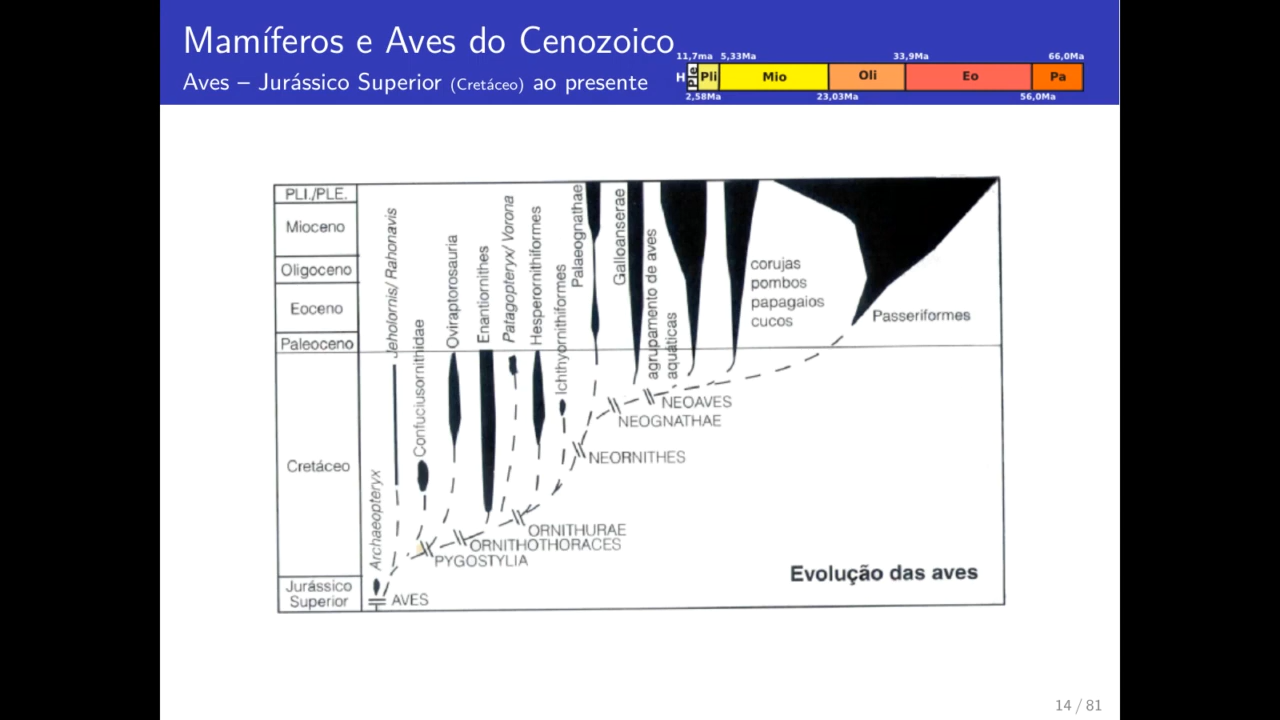 Mamíferos e Aves do Cenozoico
Aves – Jurássico Superior (Cretáceo) ao presente
11,7ma 5,33Ma 33,9Ma 66,0Ma
H Ple Pli Mio Oli Eo Pa
2,58Ma 23,03Ma 56,0Ma
PLI./PLE.
Mioceno
Oligoceno
Eoceno
Paleoceno
Cretáceo
Jurássico
Superior
Archaeopteryx
Jeholornis/ Rahonavis
Confuciusornithidae
Oviraptorosauria
Enantiornithes
Patagopteryx/ Vorona
Hesperornithiformes
Ichthyornithiformes
Palaeognathae
Galloanserae
agrupamento de aves
aquáticas
corujas
pombos
papagaios
cucos
Passeriformes
NEOAVES
NEOGNATHAE
NEORNITHES
ORNITHURAE
ORNITHOTHORACES
PYGOSTYLIA
AVES
Evolução das aves
14 / 81